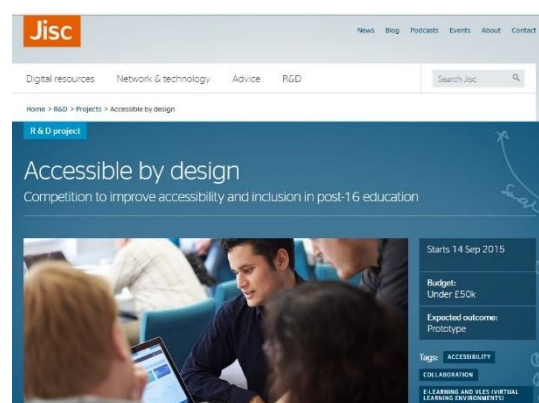 Jisc
News Blog Podcasts Events About Contact
Digital resources Network & technology Advice R&D
Search Jisc
Home > R&D > Projects > Accessible by design
R & D project
Accessible by design
Competition to improve accessibility and inclusion in post-16 education
Starts 14 Sep 2015
Budget:
Under £50k
Expected outcome:
Prototype
Tags: ACCESSIBILITY
COLLABORATION
E-LEARNING AND VLES (VIRTUAL
LEARNING ENVIRONMENTS)